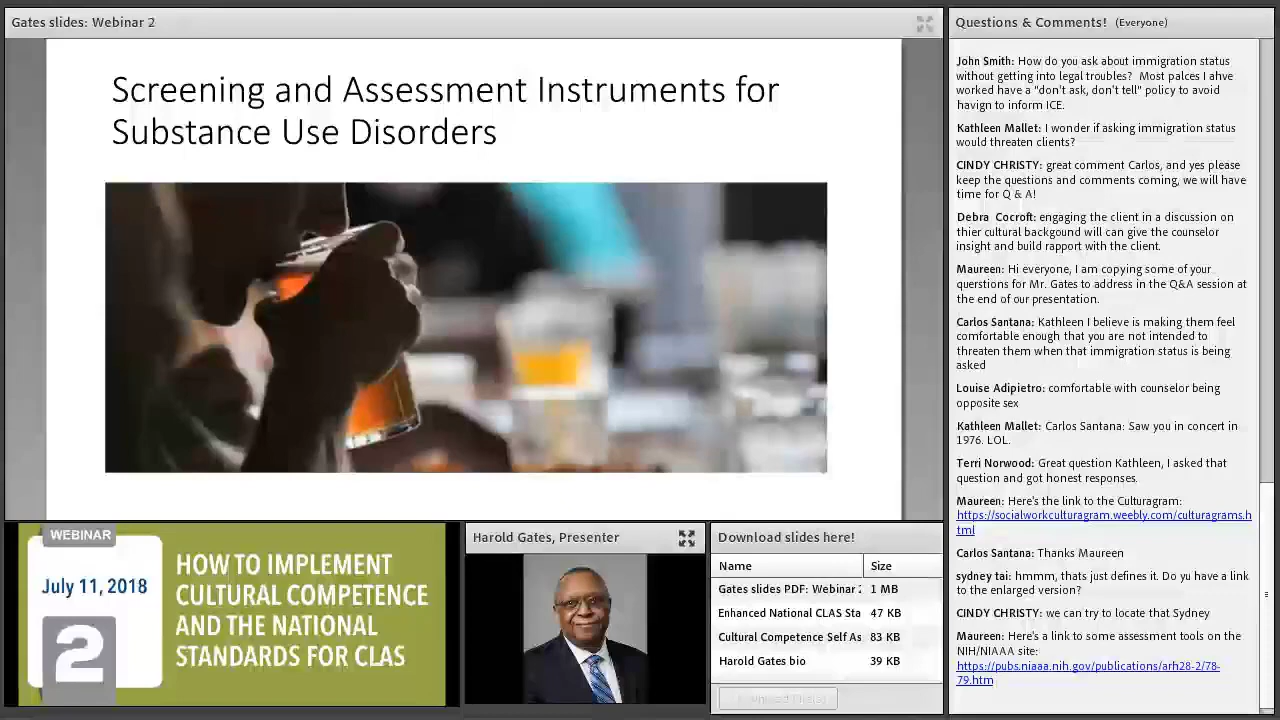 Gates slides: Webinar 2
Screening and Assessment Instruments for
Substance Use Disorders
WEBINAR
July 11, 2018
2
HOW TO IMPLEMENT
CULTURAL COMPETENCE
AND THE NATIONAL
STANDARDS FOR CLAS
Harold Gates, Presenter
Download slides here!
Name Size
Gates slides PDF: Webinar 1 MB
Enhanced National CLAS Sta 47 KB
Cultural Competence Self As 83 KB
Harold Gates bio 39 KB
Questions & Comments! (Everyone)
John Smith: How do you ask about immigration status
without getting into legal troubles? Most palces I ahve
worked have a "don't ask, don't tell" policy to avoid
havign to inform ICE.
Kathleen Mallet: I wonder if asking immigration status
would threaten clients?
CINDY CHRISTY: great comment Carlos, and yes please
keep the questions and comments coming, we will have
time for Q & A!
Debra Cocroft: engaging the client in a discussion on
thier cultural backgound will can give the counselor
insight and build rapport with the client.
Maureen: Hi everyone, I am copying some of your
querstions for Mr. Gates to address in the Q&A session at
the end of our presentation.
Carlos Santana: Kathleen I believe is making them feel
comfortable enough that you are not intended to
threaten them when that immigration status is being
asked
Louise Adipietro: comfortable with counselor being
opposite sex
Kathleen Mallet: Carlos Santana: Saw you in concert in
1976. LOL.
Terri Norwood: Great question Kathleen, I asked that
question and got honest responses.
Maureen: Here's the link to the Culturagram:
https://socialworkculturagram.weebly.com/culturagrams.h
tml
Carlos Santana: Thanks Maureen
sydney tai: hmmm, thats just defines it. Do yu have a link
to the enlarged version?
CINDY CHRISTY: we can try to locate that Sydney
Maureen: Here's a link to some assessment tools on the
NIH/NIAAA site:
https://pubs.niaaa.nih.gov/publications/arh28-2/78-
79.htm